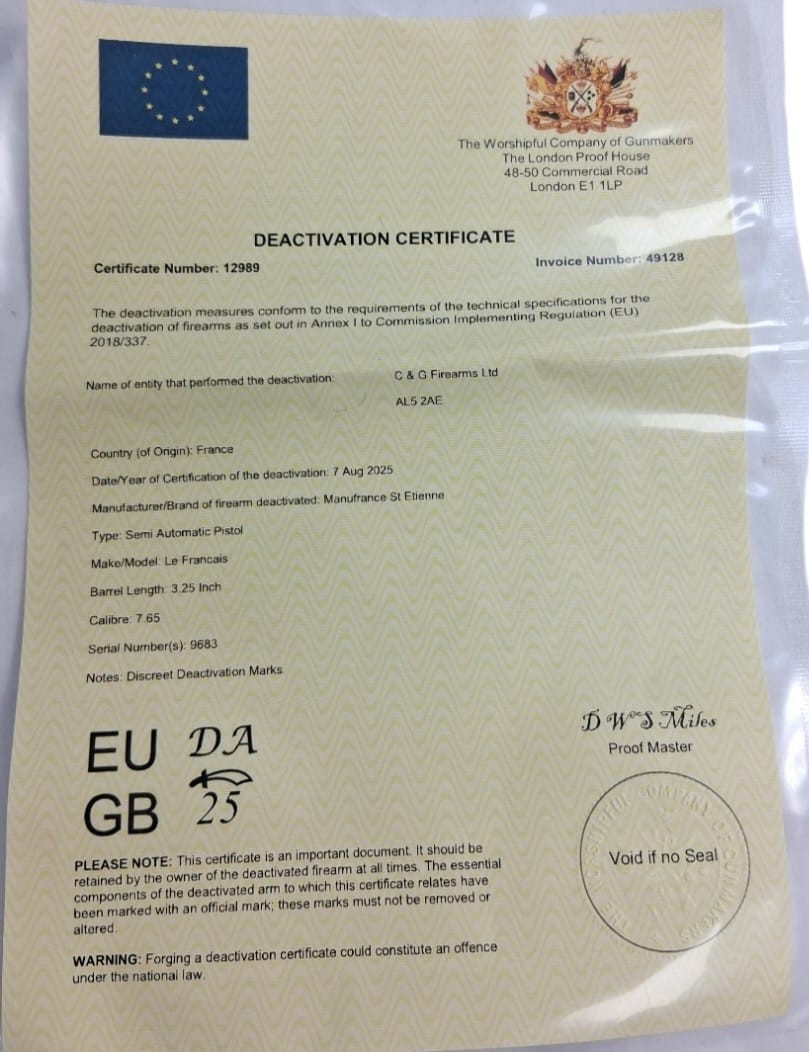 The Worshipful Company of Gunmakers
The London Proof House
48-50 Commercial Road
London E1 1LP
DEACTIVATION CERTIFICATE
Certificate Number: 12989
Invoice Number: 49128
The deactivation measures conform to the requirements of the technical specifications for the
deactivation of firearms as set out in Annex I to Commission Implementing Regulation (EU)
2018/337.
Name of entity that performed the deactivation:
C & G Firearms Ltd
AL5 2AE
Country (of Origin): France
Date/Year of Certification of the deactivation: 7 Aug 2025
Manufacturer/Brand of firearm deactivated: Manufrance St Etienne
Type: Semi Automatic Pistol
Make/Model: Le Francais
Barrel Length: 3.25 Inch
Calibre: 7.65
Serial Number(s): 9683
Notes: Discreet Deactivation Marks.
EU DA
GB 25
D W S Miles
Proof Master
THE WORSHIPFUL COMPANY OF GUNMAKERS
Void if no Seal
PLEASE NOTE: This certificate is an important document. It should be
retained by the owner of the deactivated firearm at all times. The essential
components of the deactivated arm to which this certificate relates have
been marked with an official mark; these marks must not be removed or
altered.
WARNING: Forging a deactivation certificate could constitute an offence
under the national law.